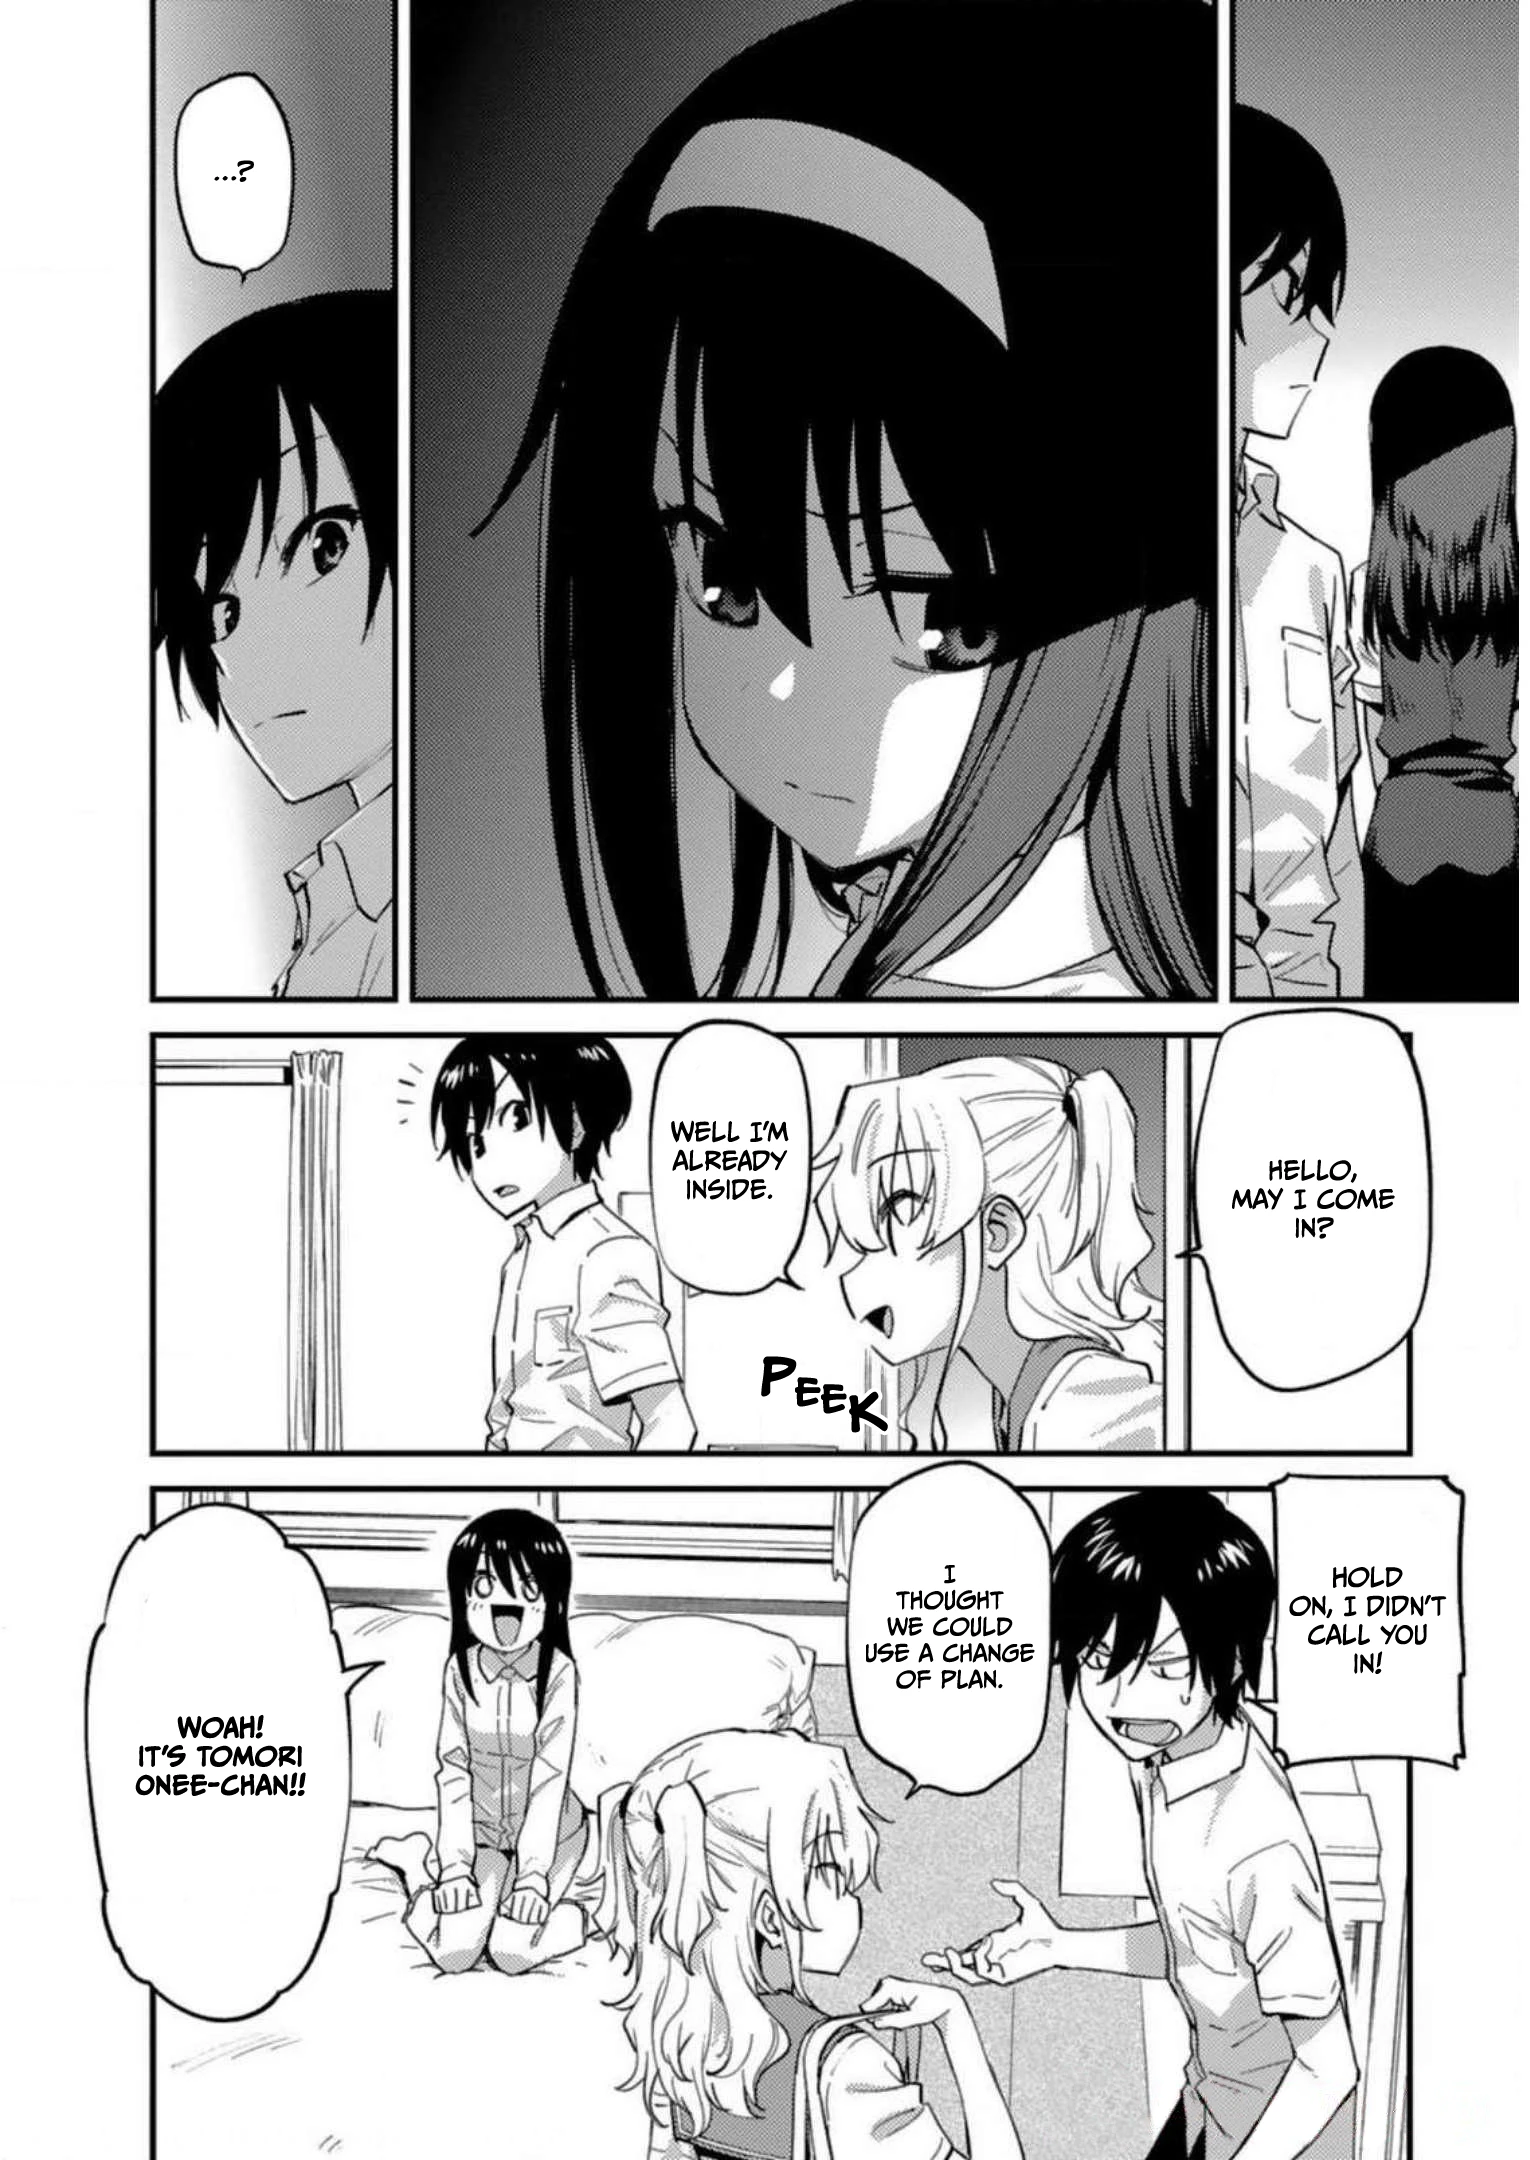 ...?
HELLO,
MAY I COME
IN?
WELL I'M
ALREADY
INSIDE.
PEEK
HOLD
ON, I DIDN'T
CALL YOU
IN!
I
THOUGHT
WE COULD
USE A CHANGE
OF PLAN.
WOAH!
IT'S TOMORI
ONEE-CHAN!!